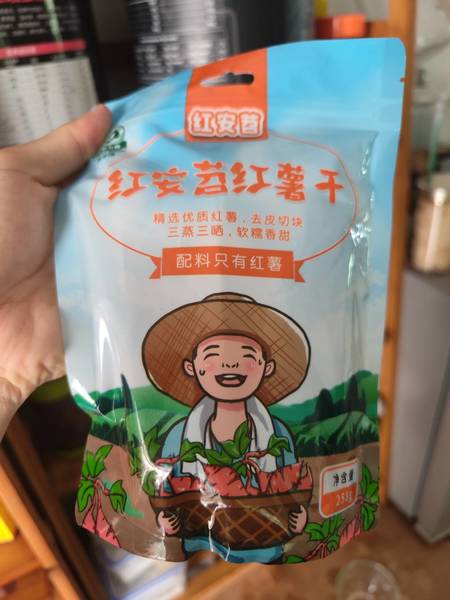 红安苕
红安苕红薯干
精选优质红薯，去皮切块
三蒸三晒，软糯香甜
配料只有红薯
净含量
258g